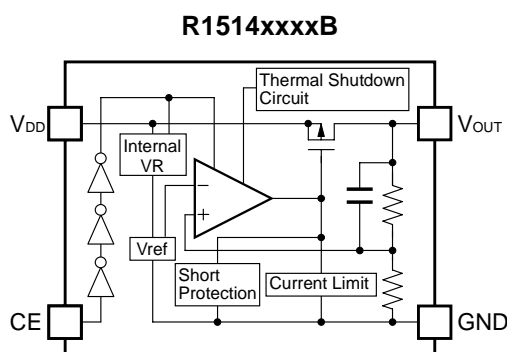 R1514xxxxB
Thermal Shutdown
Circuit
VDD
VOUT
Internal
VR
−
+
Vref
Short
Protection
Current Limit
CE
GND